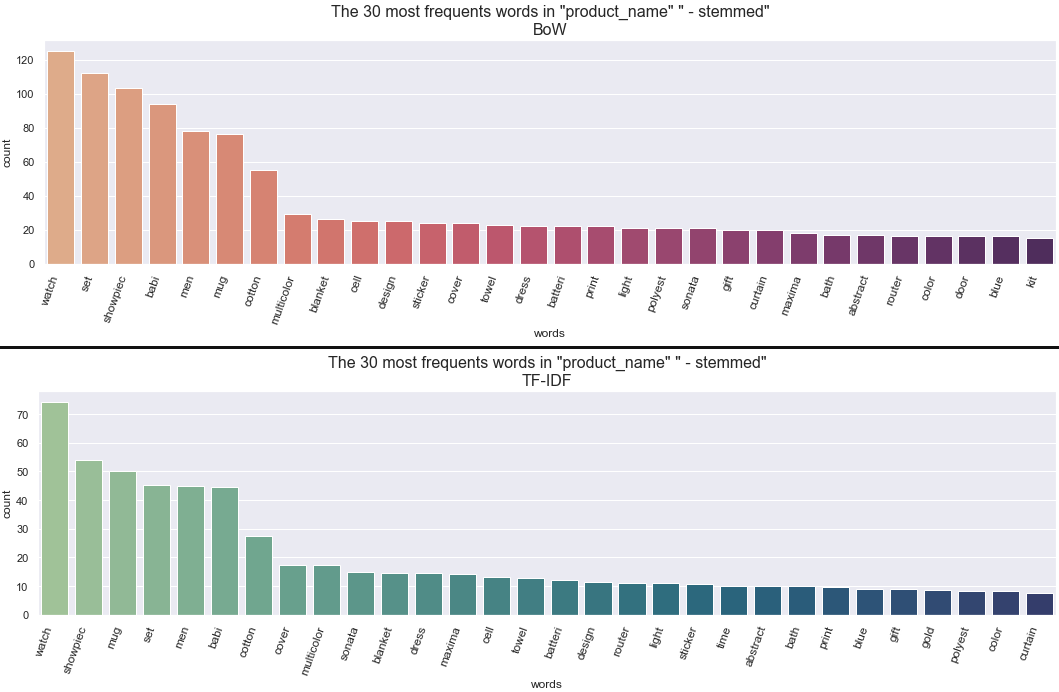 The 30 most frequents words in "product_name" " - stemmed"
BoW
120
100
80
60
40
20
0
count
watch set showpiec babi men mug cotton multicolor blanket cell design sticker cover towel dress batteri print light polyest sonata gift curtain maxima bath abstract router color door blue kit
words
The 30 most frequents words in "product_name" " - stemmed"
TF-IDF
70
60
50
40
30
20
10
0
count
watch showpiec mug set men babi cotton cover multicolor sonata blanket dress maxima cell towel batteri design router light sticker time abstract bath print blue gift gold polyest color curtain
words